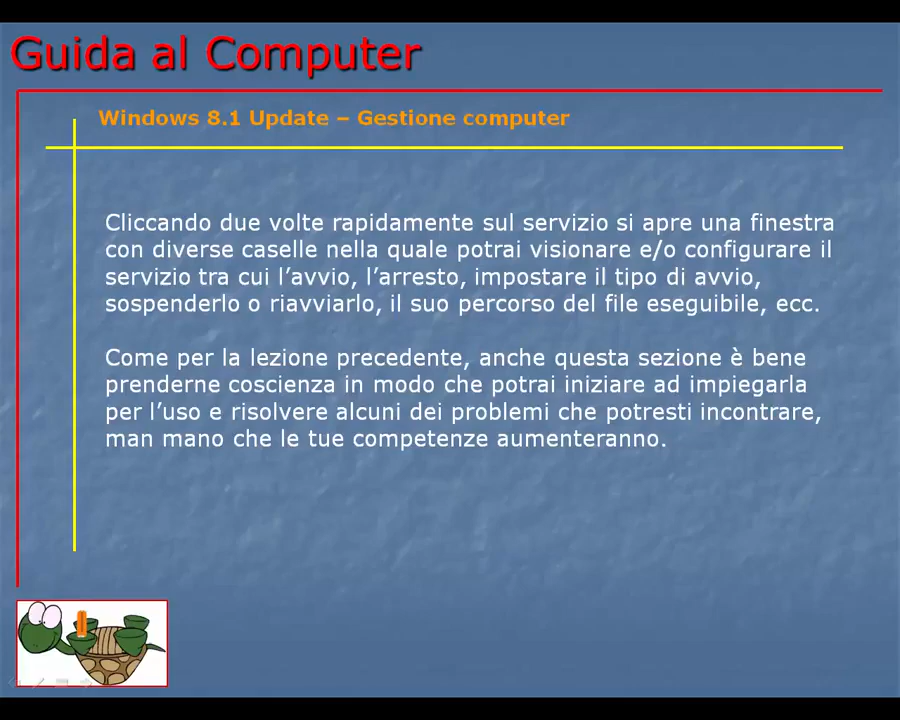 Guida al Computer
Windows 8.1 Update – Gestione computer
Cliccando due volte rapidamente sul servizio si apre una finestra
con diverse caselle nella quale potrai visionare e/o configurare il
servizio tra cui l’avvio, l’arresto, impostare il tipo di avvio,
sospenderlo o riavviarlo, il suo percorso del file eseguibile, ecc.
Come per la lezione precedente, anche questa sezione è bene
prenderne coscienza in modo che potrai iniziare ad impiegarla
per l’uso e risolvere alcuni dei problemi che potresti incontrare,
man mano che le tue competenze aumenteranno.